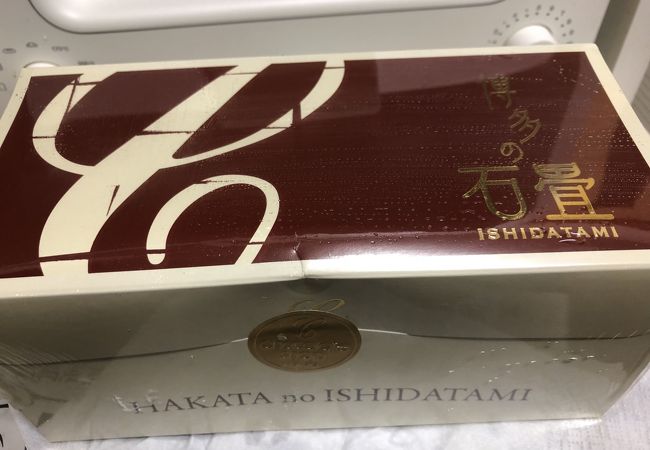 博多の
石畳
ISHIDATAMI
HAKATA no ISHIDATAMI